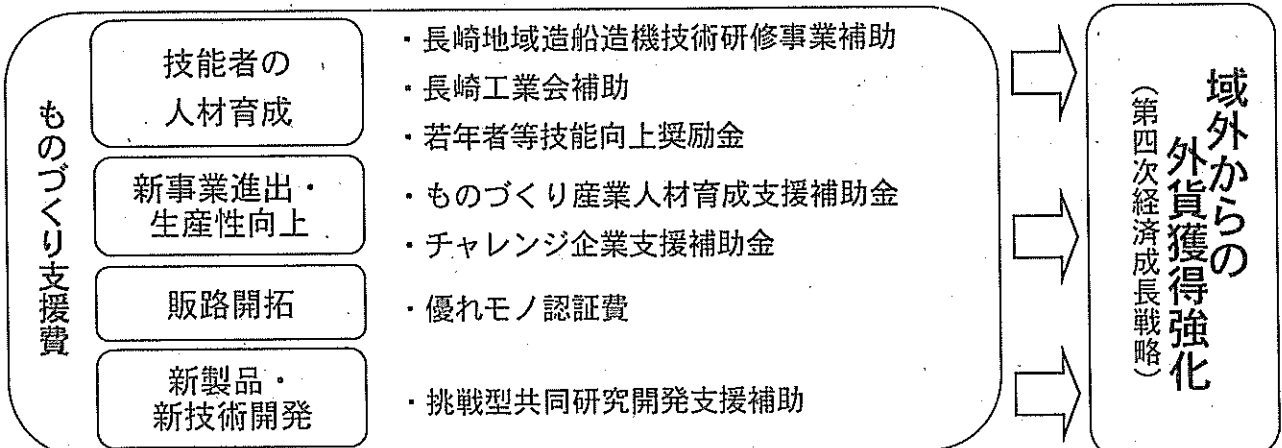 ものづくり支援費
技能者の
人材育成
・長崎地域造船造機技術研修事業補助
・長崎工業会補助
・若年者等技能向上奨励金
新事業進出・
生産性向上
・ものづくり産業人材育成支援補助金
・チャレンジ企業支援補助金
販路開拓
・優れモノ認証費
新製品・
新技術開発
・挑戦型共同研究開発支援補助
域外からの
外貨獲得強化
(第四次経済成長戦略)